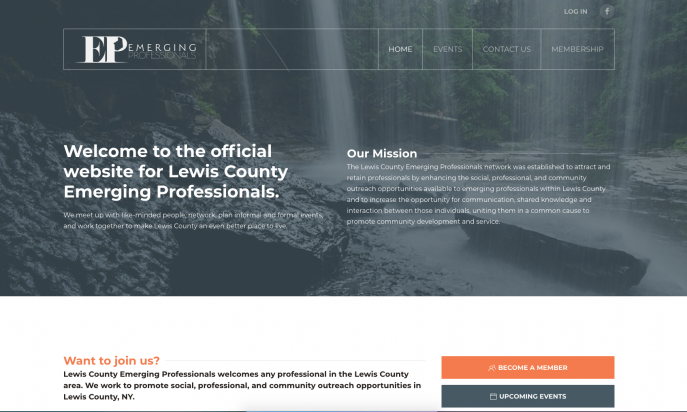 LOG IN
EP EMERGING
PROFESSIONALS
HOME
EVENTS
CONTACT US
MEMBERSHIP
Welcome to the official
website for Lewis County
Emerging Professionals.
We meet up with like-minded people, network, plan informal and formal events,
and work together to make Lewis County an even better place to live.
Our Mission
The Lewis County Emerging Professionals network was established to attract and
retain professionals by enhancing the social, professional, and community
outreach opportunities available to emerging professionals within Lewis County
and to increase the opportunity for communication, shared knowledge and
interaction between those individuals, uniting them in a common cause to
promote community development and service.
Want to join us?
Lewis County Emerging Professionals welcomes any professional in the Lewis County
area. We work to promote social, professional, and community outreach opportunities in
Lewis County, NY.
BECOME A MEMBER
UPCOMING EVENTS